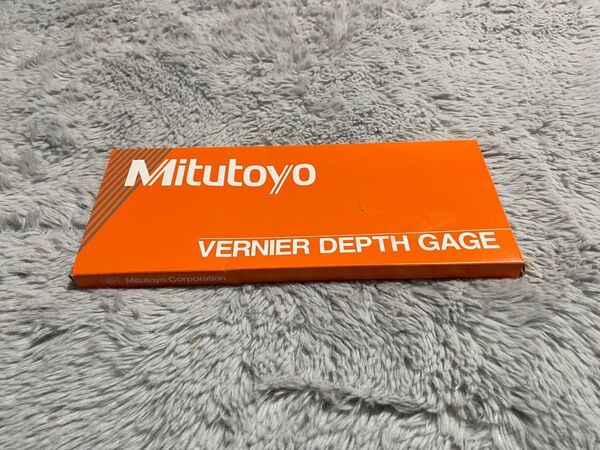 Mitutoyo
VERNIER DEPTH GAGE
Mitutoyo Corporation